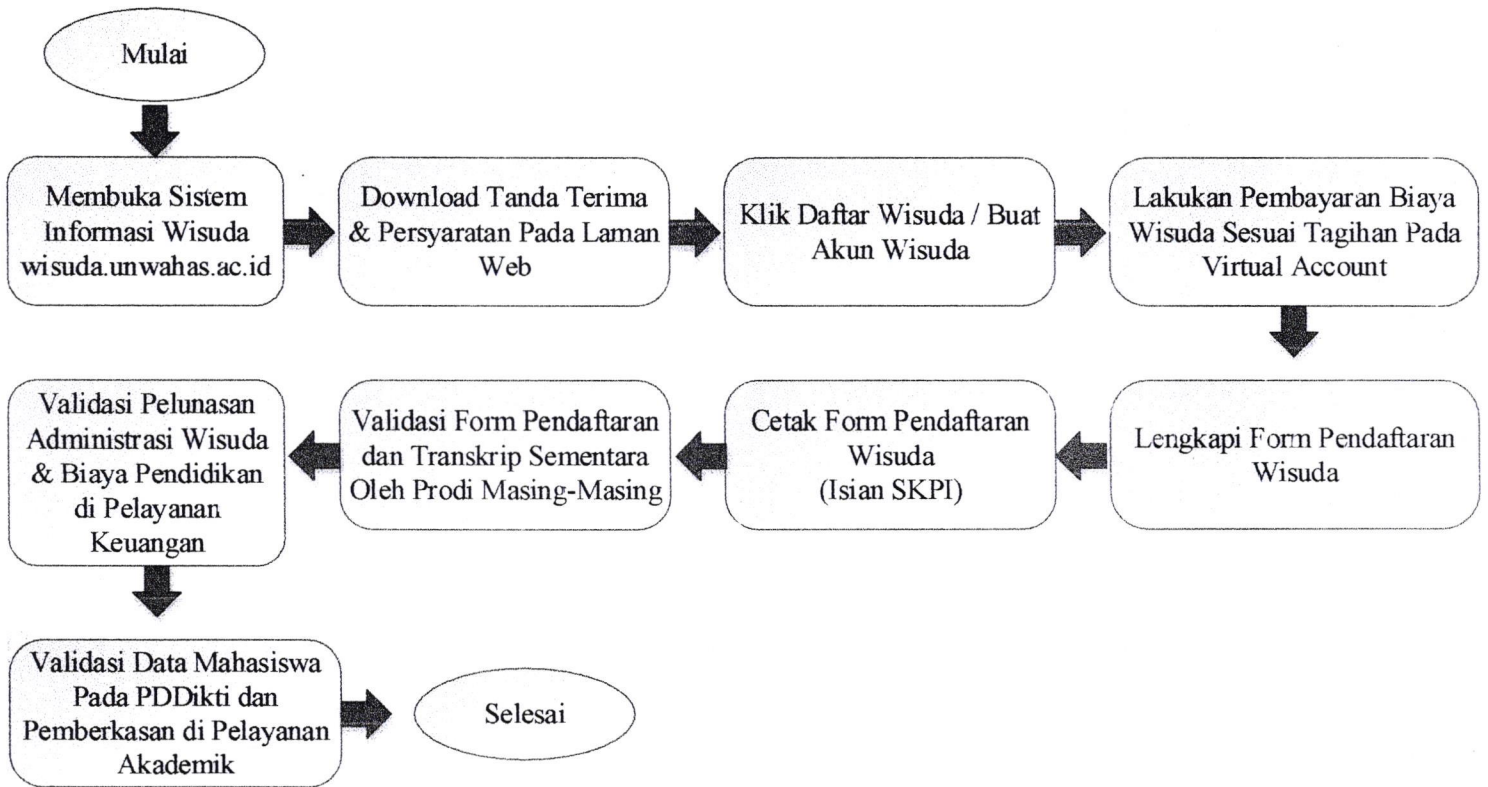 Mulai
Membuka Sistem
Informasi Wisuda
wisuda.unwahas.ac.id
Download Tanda Terima
& Persyaratan Pada Laman
Web
Klik Daftar Wisuda / Buat
Akun Wisuda
Lakukan Pembayaran Biaya
Wisuda Sesuai Tagihan Pada
Virtual Account
Lengkapi Form Pendaftaran
Wisuda
Cetak Form Pendaftaran
Wisuda
(Isian SKPI)
Validasi Form Pendaftaran
dan Transkrip Sementara
Oleh Prodi Masing-Masing
Validasi Pelunasan
Administrasi Wisuda
& Biaya Pendidikan
di Pelayanan
Keuangan
Validasi Data Mahasiswa
Pada PDDikti dan
Pemberkasan di Pelayanan
Akademik
Selesai